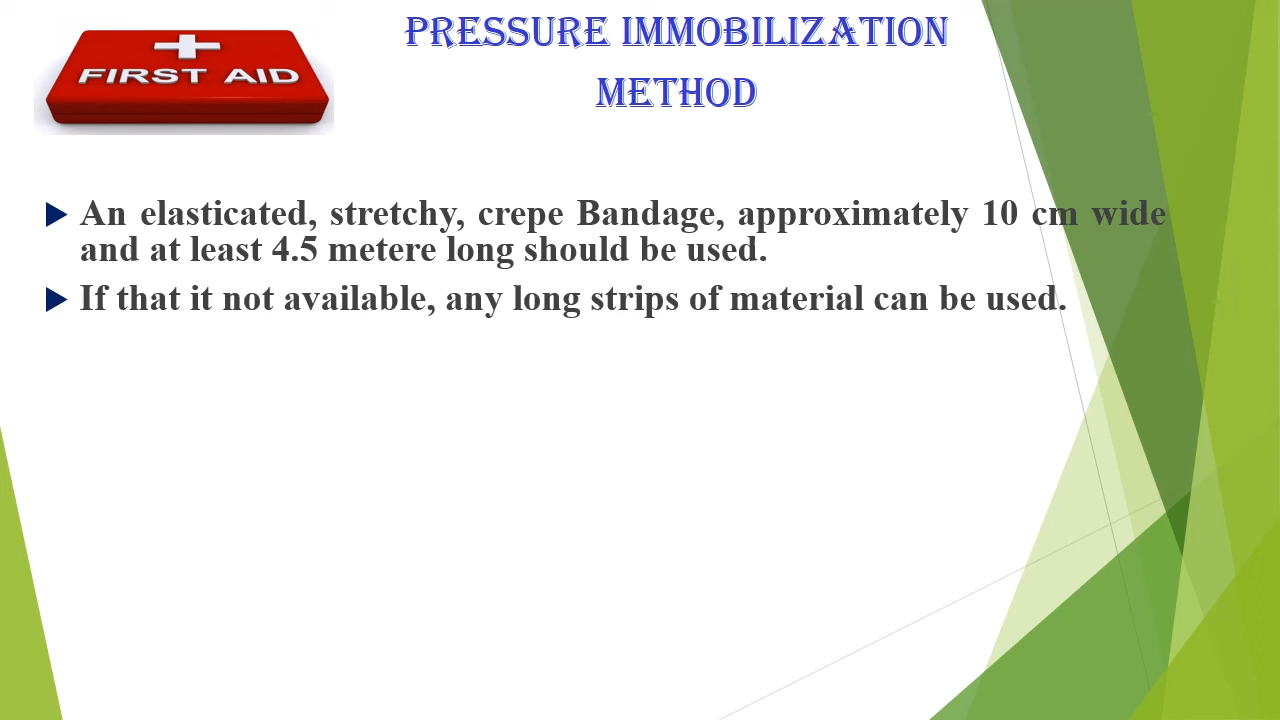 FIRST AID
PRESSURE IMMOBILIZATION
METHOD
An elasticated, stretchy, crepe Bandage, approximately 10 cm wide
and at least 4.5 metere long should be used.
If that it not available, any long strips of material can be used.